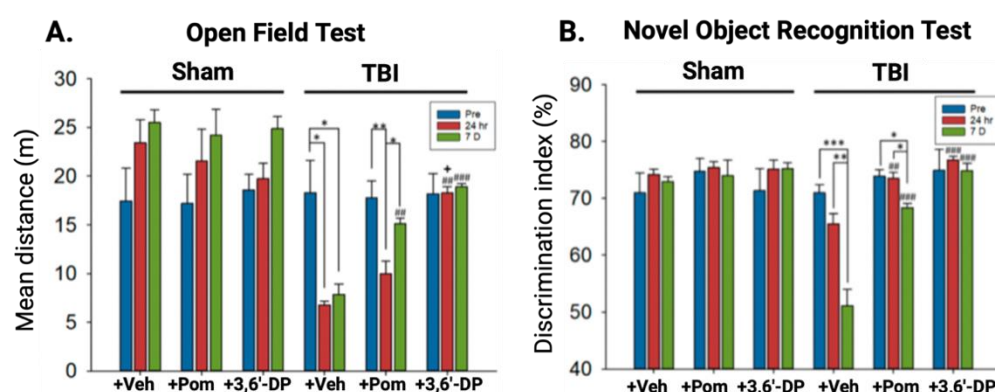 A.
Open Field Test
Sham
TBI
Mean distance (m)
30
25
20
15
10
5
0
Pre
24 hr
7 D
*
*
**
*
##
+
##
###
+Veh
+Pom
+3,6'-DP
+Veh
+Pom
+3,6'-DP
B.
Novel Object Recognition Test
Sham
TBI
Discrimination index (%)
90
80
70
60
50
40
Pre
24 hr
7 D
***
**
*
*
##
###
###
###
+Veh
+Pom
+3,6'-DP
+Veh
+Pom
+3,6'-DP